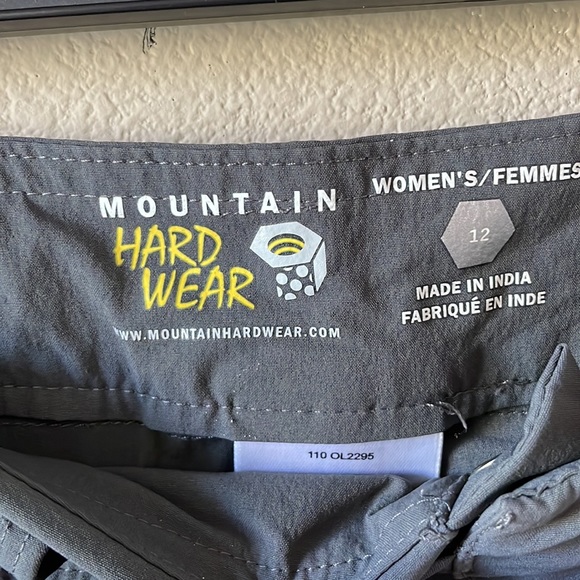 MOUNTAIN
HARD
WEAR
WWW.MOUNTAINHARDWEAR.COM
WOMEN'S/FEMMES
12
MADE IN INDIA
FABRIQUÉ EN INDE
110 OL2295